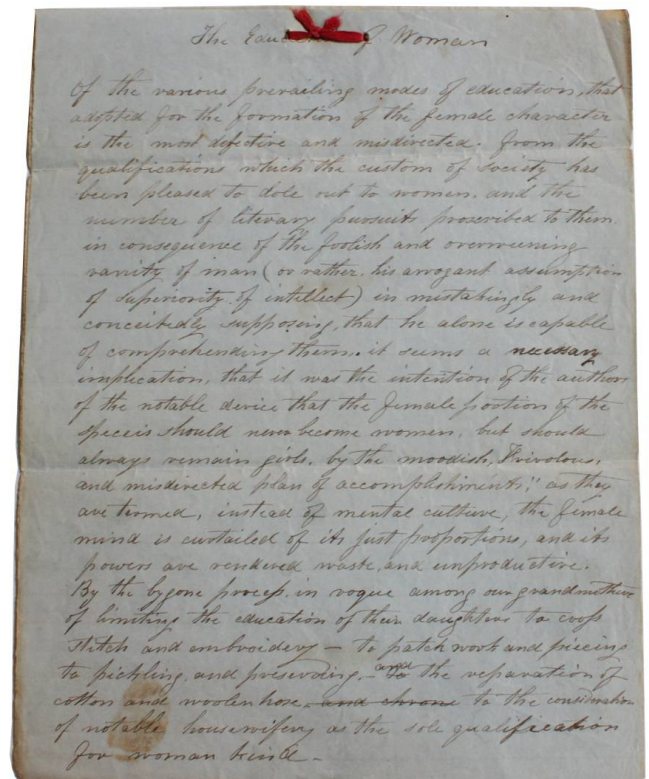 The Education of Woman
Of the various prevailing modes of education, that
adopted for the formation of the female character
is the most defective and misdirected. From the
qualifications which the custom of society has
been pleased to dole out to women. and the
number of literary pursuits proscribed to them.
in consequence of the foolish and overweening
vanity of man (or rather. his arrogant assumption
of superiority of intellect) in mistakingly and
conceitedly supposing, that he alone is capable
of comprehending them. it seems a necessary
implication, that it was the intention of the authors
of the notable device that the female portion of the
speceis should never become women, but should
always remain girls, by the moodish, Frivolous,
and misdirected plan of accomplishments," as they
are termed, instead of mental culture, the female
mind is curtailed of its just proportions, and its
powers are rendered waste, and unproductive.
By the bygone process, in vogue among our grandmothers
of limiting the education of their daughters to cross
stitch and embroidery – to patch work and piecing
to pickling, and preserving, – and to the reparation of
cotton and woolen hose, and chrone to the consideration
of notable housewifery as the sole qualification
for woman kind –